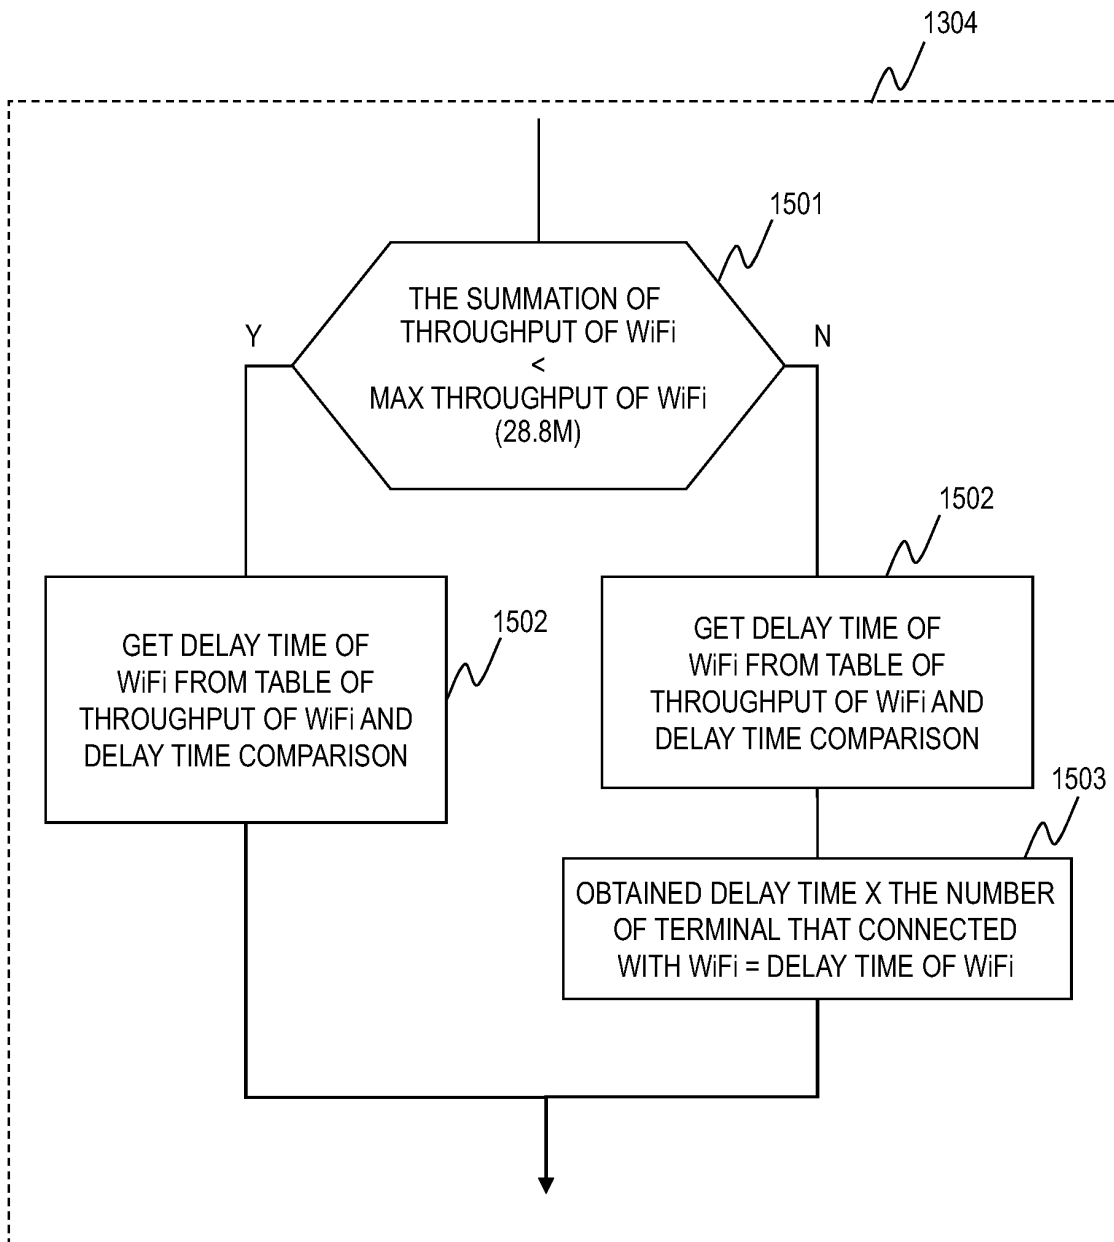 1304
1501
THE SUMMATION OF
THROUGHPUT OF WiFi
<
MAX THROUGHPUT OF WiFi
(28.8M)
Y
N
1502
GET DELAY TIME OF
WiFi FROM TABLE OF
THROUGHPUT OF WiFi AND
DELAY TIME COMPARISON
1502
GET DELAY TIME OF
WiFi FROM TABLE OF
THROUGHPUT OF WiFi AND
DELAY TIME COMPARISON
1503
OBTAINED DELAY TIME X THE NUMBER
OF TERMINAL THAT CONNECTED
WITH WiFi = DELAY TIME OF WiFi